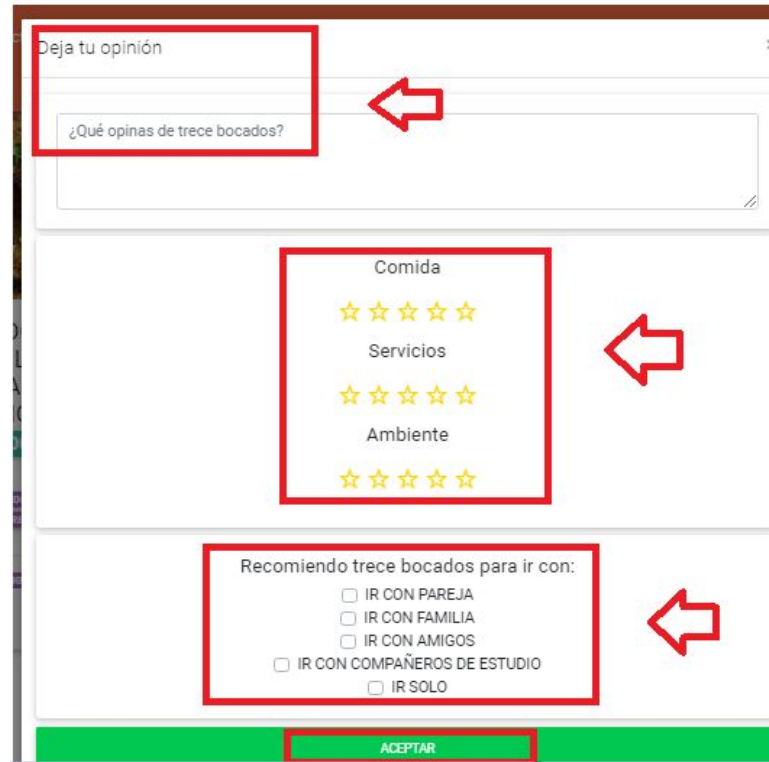 Deja tu opinión
¿Qué opinas de trece bocados?
Comida
Servicios
Ambiente
Recomiendo trece bocados para ir con:
IR CON PAREJA
IR CON FAMILIA
IR CON AMIGOS
IR CON COMPAÑEROS DE ESTUDIO
IR SOLO
ACEPTAR